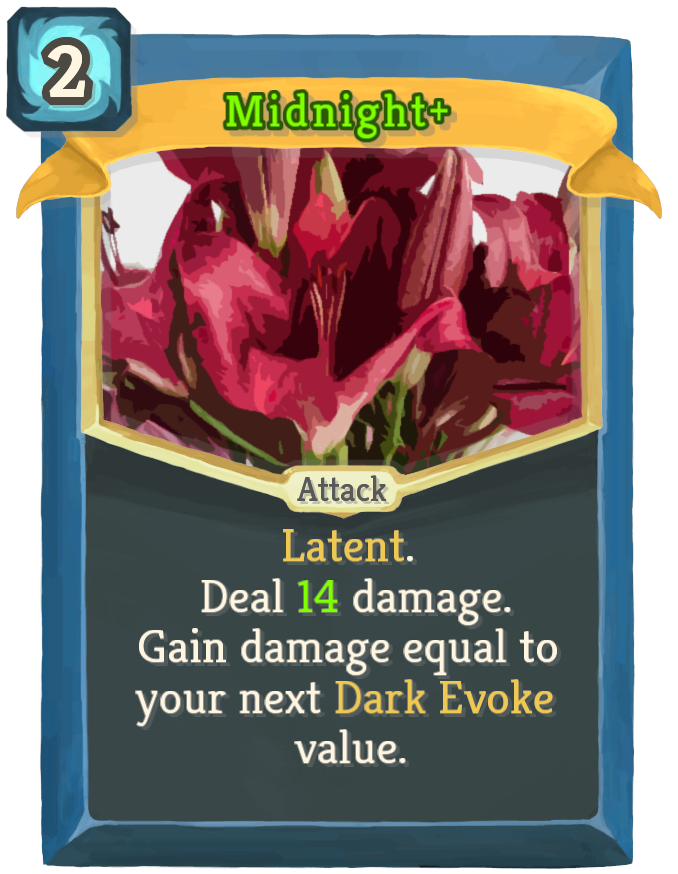 2
Midnight+
Attack
Latent.
Deal 14 damage.
Gain damage equal to
your next Dark Evoke
value.